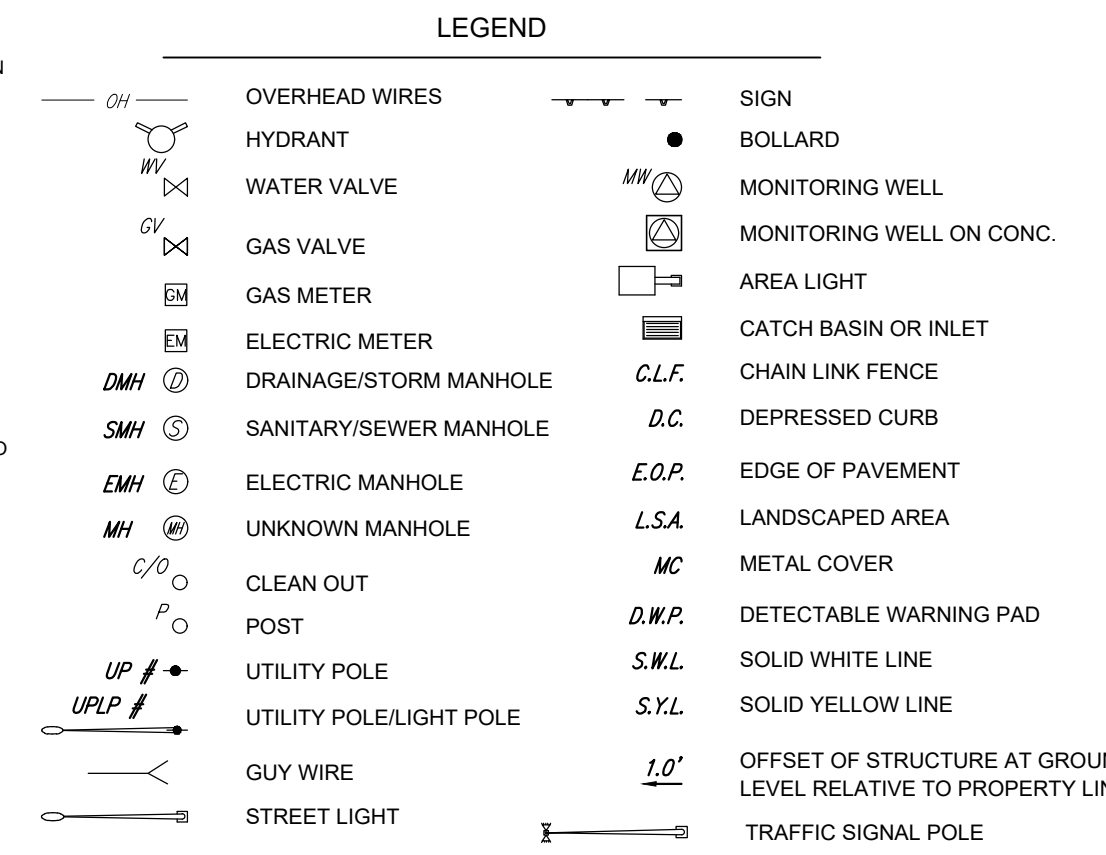 LEGEND
OH OVERHEAD WIRES
HYDRANT
WV
WATER VALVE
GV
GAS VALVE
GM GAS METER
EM ELECTRIC METER
DMH D DRAINAGE/STORM MANHOLE
SMH S SANITARY/SEWER MANHOLE
EMH E ELECTRIC MANHOLE
MH MH UNKNOWN MANHOLE
C/O
CLEAN OUT
P
POST
UP # UTILITY POLE
UPLP #
UTILITY POLE/LIGHT POLE
GUY WIRE
STREET LIGHT
SIGN
BOLLARD
MW MONITORING WELL
MONITORING WELL ON CONC.
AREA LIGHT
CATCH BASIN OR INLET
C.L.F. CHAIN LINK FENCE
D.C. DEPRESSED CURB
E.O.P. EDGE OF PAVEMENT
L.S.A. LANDSCAPED AREA
MC METAL COVER
D.W.P. DETECTABLE WARNING PAD
S.W.L. SOLID WHITE LINE
S.Y.L. SOLID YELLOW LINE
1.0' OFFSET OF STRUCTURE AT
LEVEL RELATIVE TO PROPERTY
TRAFFIC SIGNAL POLE